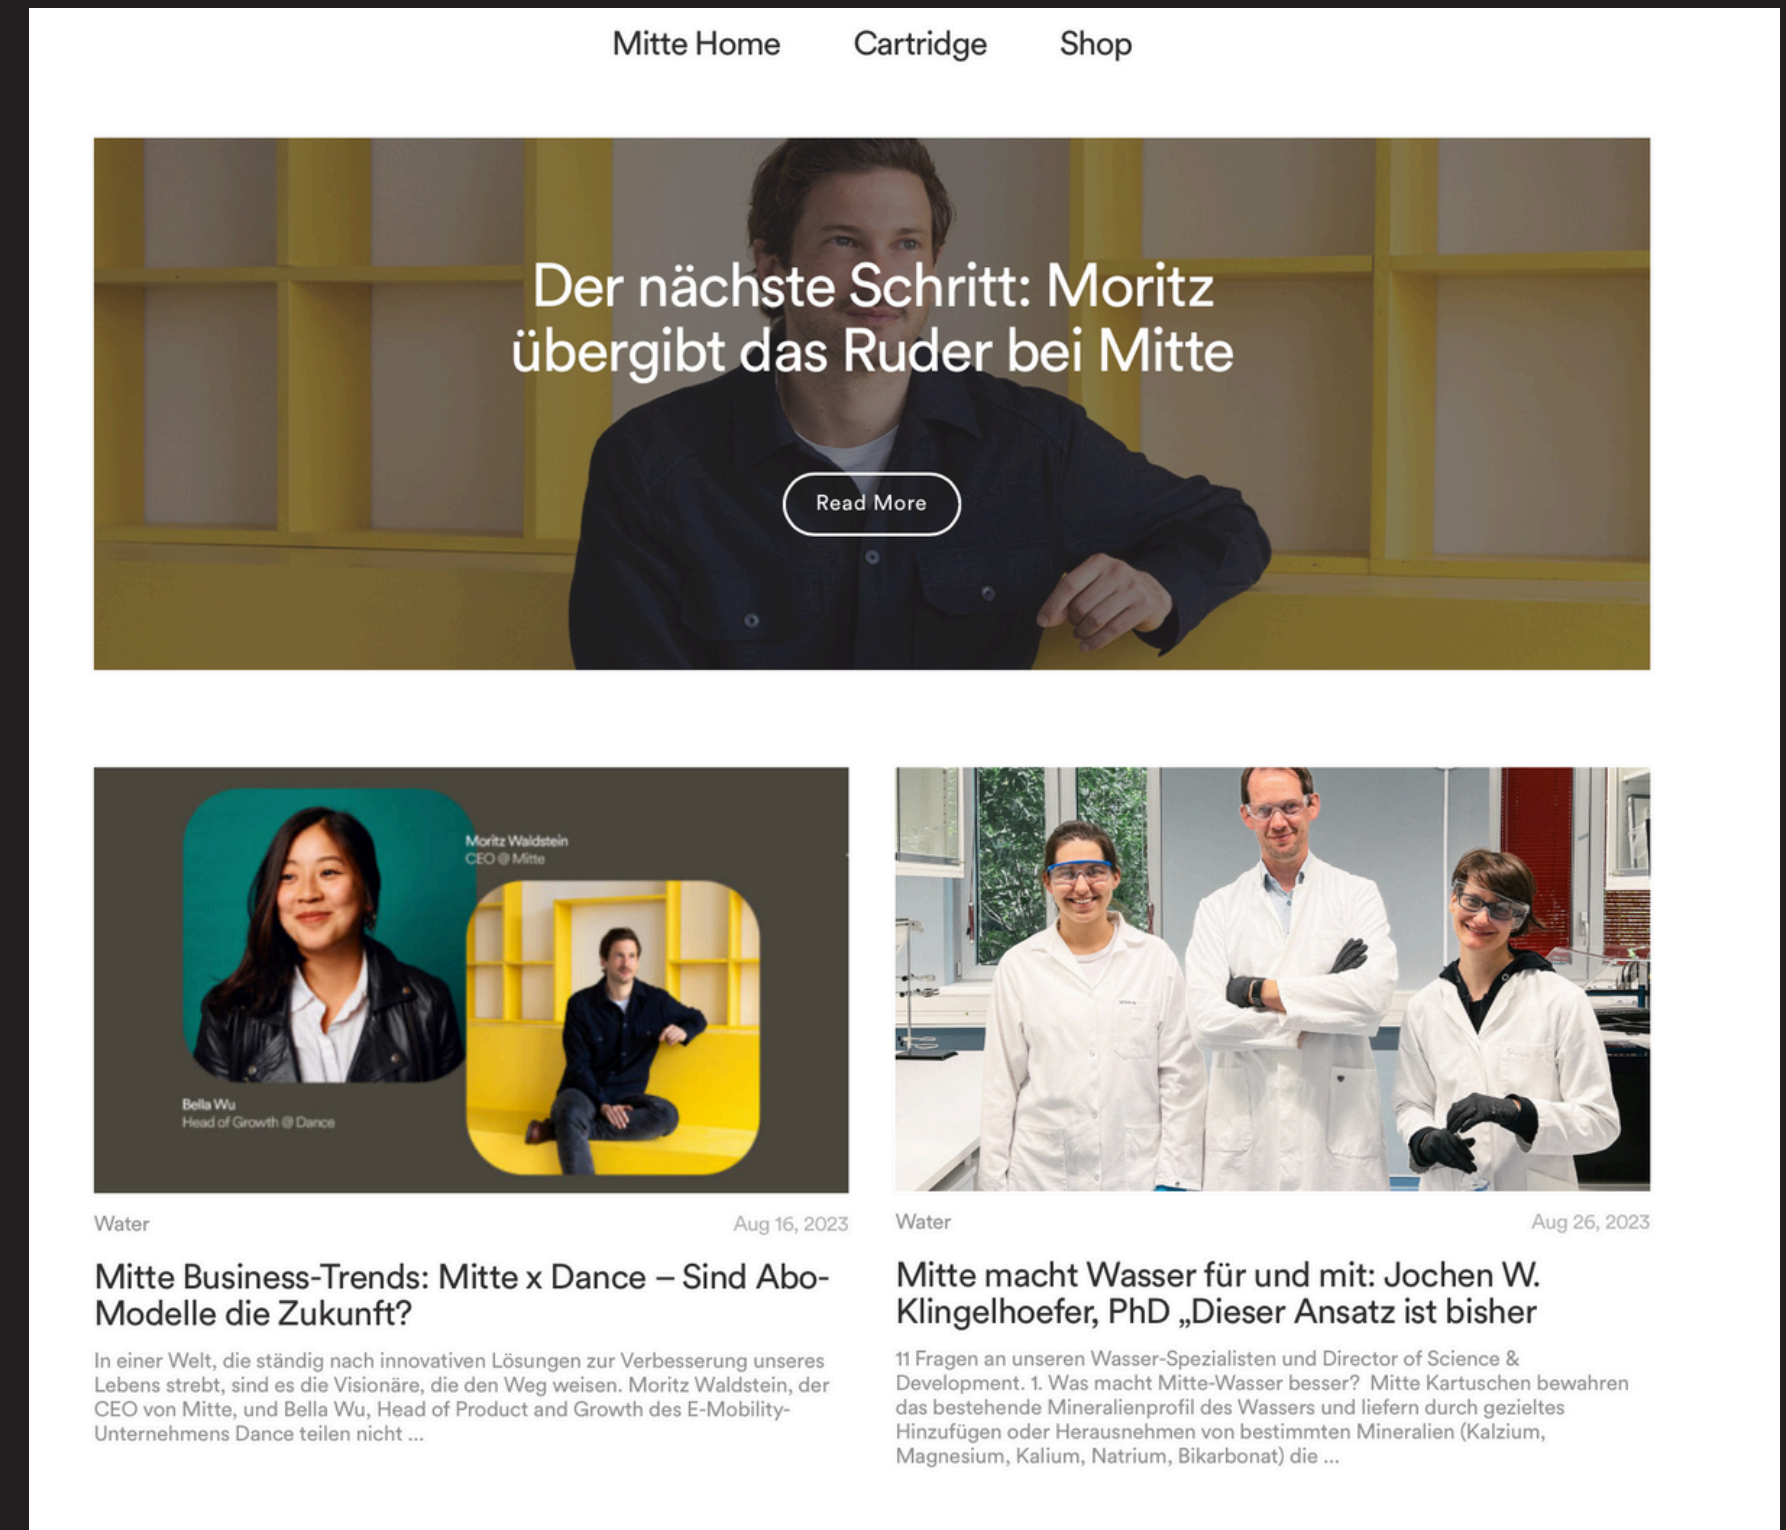 Mitte Home Cartridge Shop
Der nächste Schritt: Moritz
übergibt das Ruder bei Mitte
Read More
Moritz Waldstein
CEO @ Mitte
Bella Wu
Head of Growth @ Dance
Water Aug 16, 2023
Mitte Business-Trends: Mitte x Dance – Sind Abo-
Modelle die Zukunft?
In einer Welt, die ständig nach innovativen Lösungen zur Verbesserung unseres
Lebens strebt, sind es die Visionäre, die den Weg weisen. Moritz Waldstein, der
CEO von Mitte, und Bella Wu, Head of Product and Growth des E-Mobility-
Unternehmens Dance teilen nicht ...
Water Aug 26, 2023
Mitte macht Wasser für und mit: Jochen W.
Klingelhoefer, PhD „Dieser Ansatz ist bisher
11 Fragen an unseren Wasser-Spezialisten und Director of Science &
Development. 1. Was macht Mitte-Wasser besser? Mitte Kartuschen bewahren
das bestehende Mineralienprofil des Wassers und liefern durch gezieltes
Hinzufügen oder Herausnehmen von bestimmten Mineralien (Kalzium,
Magnesium, Kalium, Natrium, Bikarbonat) die ...